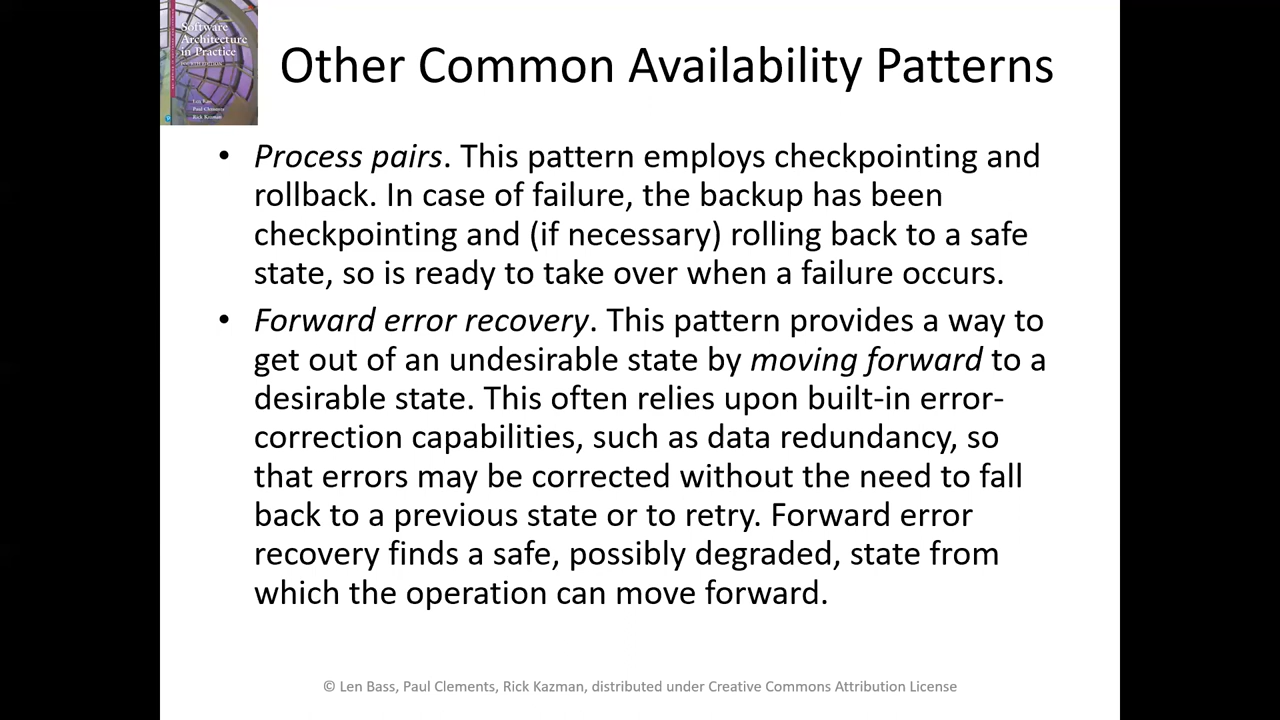 Software
Architecture
in Practice
Len Bass
Paul Clements
Rick Kazman
Other Common Availability Patterns
• Process pairs. This pattern employs checkpointing and
rollback. In case of failure, the backup has been
checkpointing and (if necessary) rolling back to a safe
state, so is ready to take over when a failure occurs.
• Forward error recovery. This pattern provides a way to
get out of an undesirable state by moving forward to a
desirable state. This often relies upon built-in error-
correction capabilities, such as data redundancy, so
that errors may be corrected without the need to fall
back to a previous state or to retry. Forward error
recovery finds a safe, possibly degraded, state from
which the operation can move forward.
© Len Bass, Paul Clements, Rick Kazman, distributed under Creative Commons Attribution License